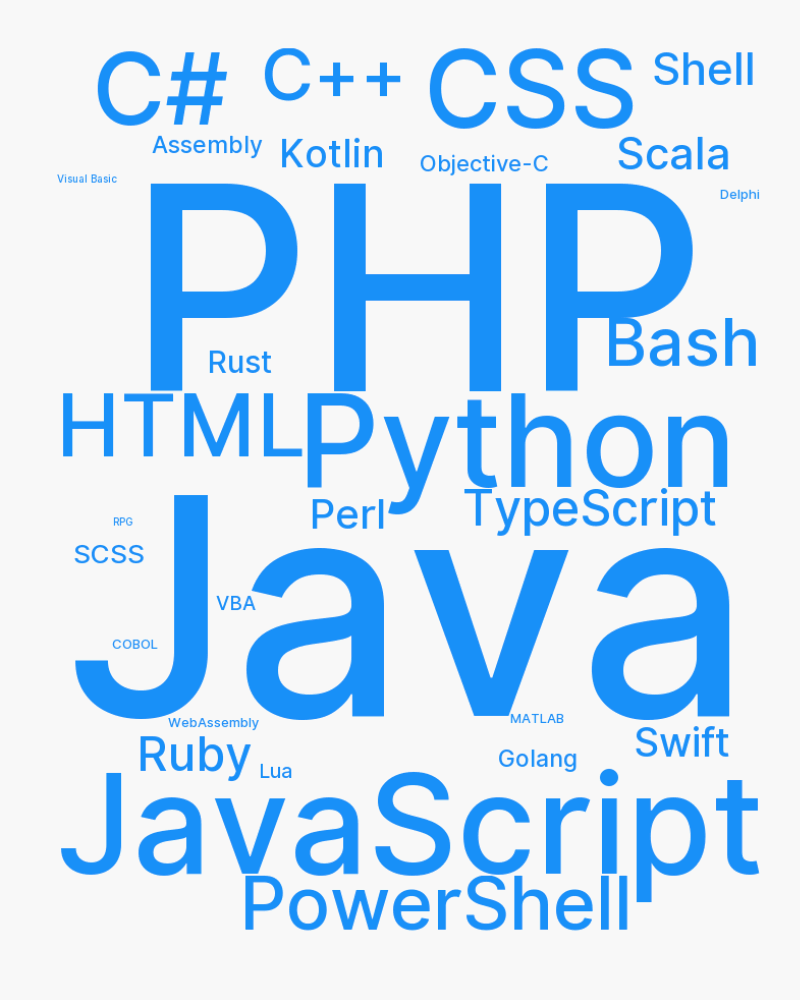 C# C++ CSS Shell
Assembly Kotlin Objective-C Scala
Visual Basic Delphi
PHP
Bash
Rust
HTML Python
Perl TypeScript
Java
RPG
SCSS
VBA
COBOL
WebAssembly MATLAB
Ruby Lua Golang Swift
JavaScript
PowerShell